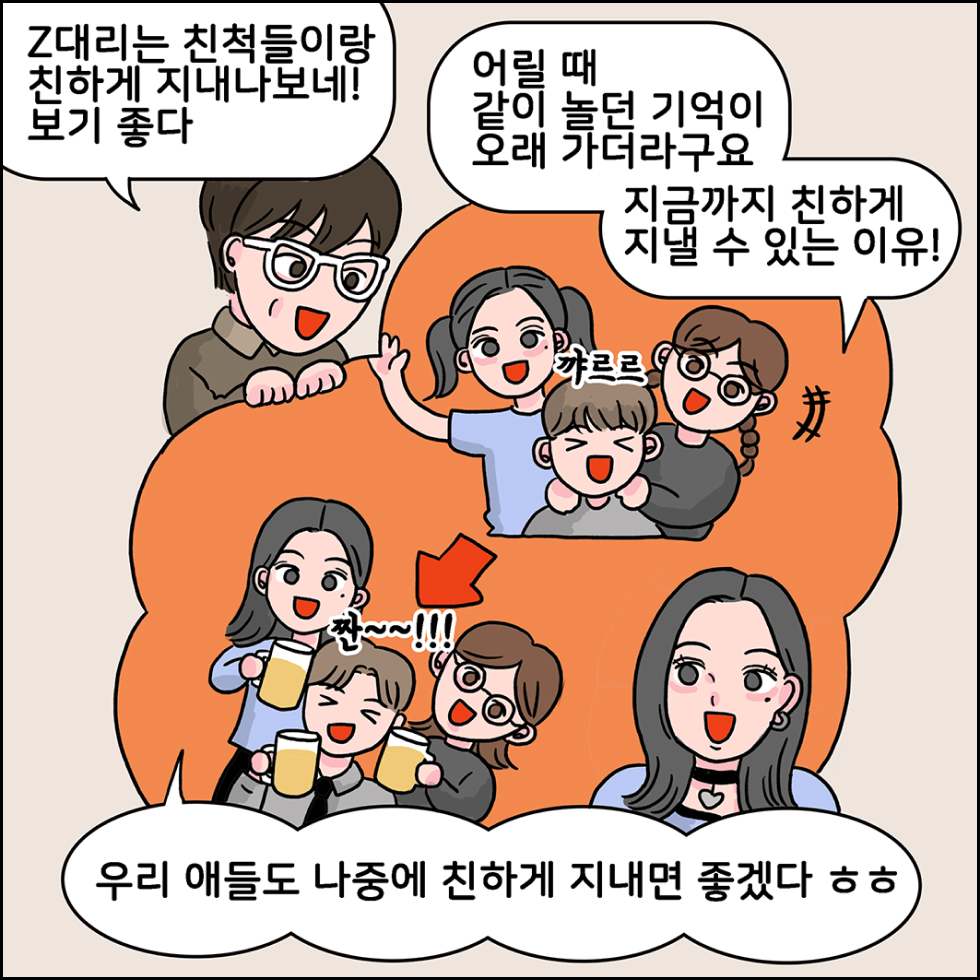 Z대리는 친척들이랑
친하게 지내나보네!
보기 좋다
어릴 때
같이 놀던 기억이
오래 가더라구요
지금까지 친하게
지낼 수 있는 이유!
꺄르르
짠~~!!!
우리 애들도 나중에 친하게 지내면 좋겠다 ㅎㅎ